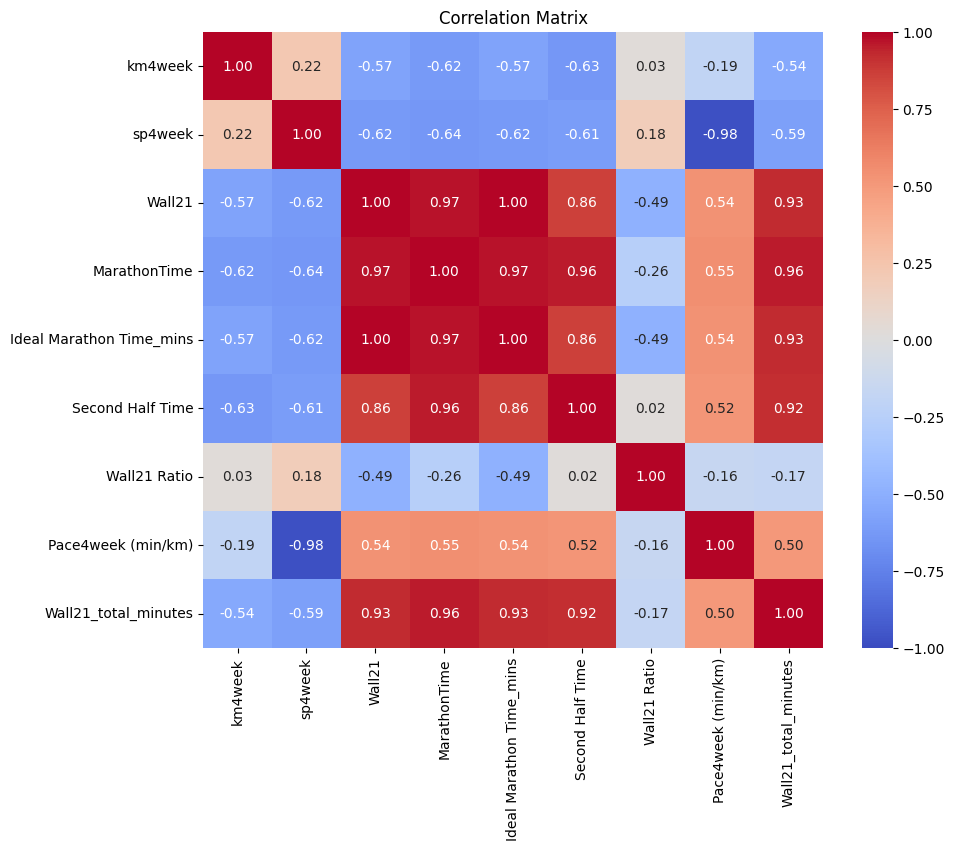 Correlation Matrix
km4week 1.00 0.22 -0.57 -0.62 -0.57 -0.63 0.03 -0.19 -0.54
sp4week 0.22 1.00 -0.62 -0.64 -0.62 -0.61 0.18 -0.98 -0.59
Wall21 -0.57 -0.62 1.00 0.97 1.00 0.86 -0.49 0.54 0.93
MarathonTime -0.62 -0.64 0.97 1.00 0.97 0.96 -0.26 0.55 0.96
Ideal Marathon Time_mins -0.57 -0.62 1.00 0.97 1.00 0.86 -0.49 0.54 0.93
Second Half Time -0.63 -0.61 0.86 0.96 0.86 1.00 0.02 0.52 0.92
Wall21 Ratio 0.03 0.18 -0.49 -0.26 -0.49 0.02 1.00 -0.16 -0.17
Pace4week (min/km) -0.19 -0.98 0.54 0.55 0.54 0.52 -0.16 1.00 0.50
Wall21_total_minutes -0.54 -0.59 0.93 0.96 0.93 0.92 -0.17 0.50 1.00
km4week
sp4week
Wall21
MarathonTime
Ideal Marathon Time_mins
Second Half Time
Wall21 Ratio
Pace4week (min/km)
Wall21_total_minutes
1.00
0.75
0.50
0.25
0.00
−0.25
−0.50
−0.75
−1.00